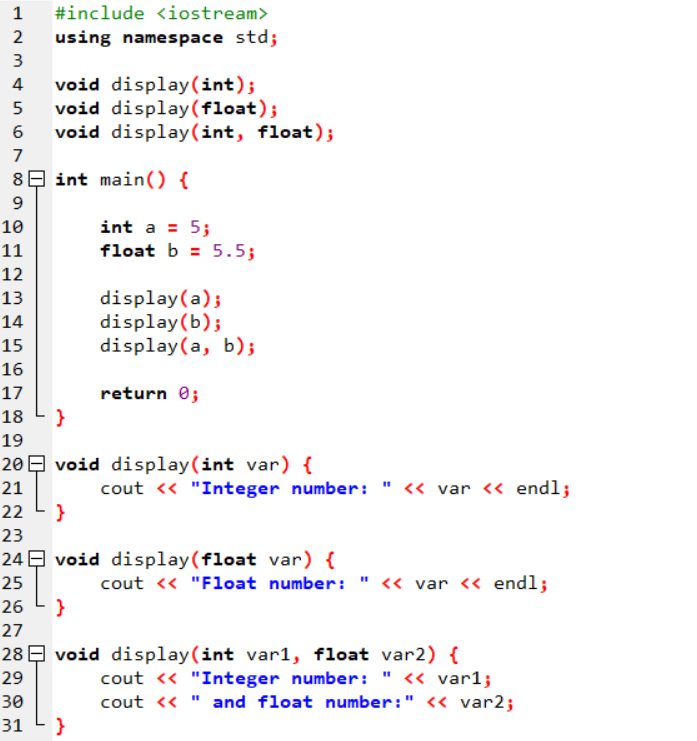 1 #include <iostream>
2 using namespace std;
3
4 void display(int);
5 void display(float);
6 void display(int, float);
7
8 int main() {
9
10     int a = 5;
11     float b = 5.5;
12
13     display(a);
14     display(b);
15     display(a, b);
16
17     return 0;
18 }
19
20 void display(int var) {
21     cout << "Integer number: " << var << endl;
22 }
23
24 void display(float var) {
25     cout << "Float number: " << var << endl;
26 }
27
28 void display(int var1, float var2) {
29     cout << "Integer number: " << var1;
30     cout << " and float number:" << var2;
31 }